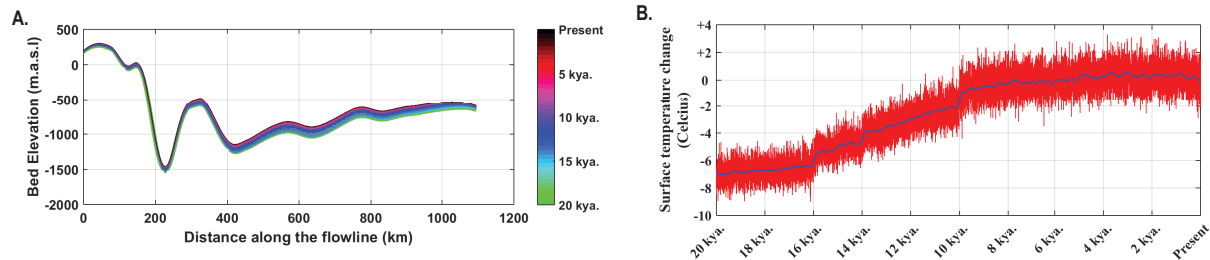 A.
Bed Elevation (m.a.s.l)
500
0
-500
-1000
-1500
-2000
0
200
400
600
800
1000
1200
Distance along the flowline (km)
Present
5 kya.
10 kya.
15 kya.
20 kya.
B.
Surface temperature change
(Celcius)
+4
+2
0
-2
-4
-6
-8
-10
20 kya.
18 kya.
16 kya.
14 kya.
12 kya.
10 kya.
8 kya.
6 kya.
4 kya.
2 kya.
Present